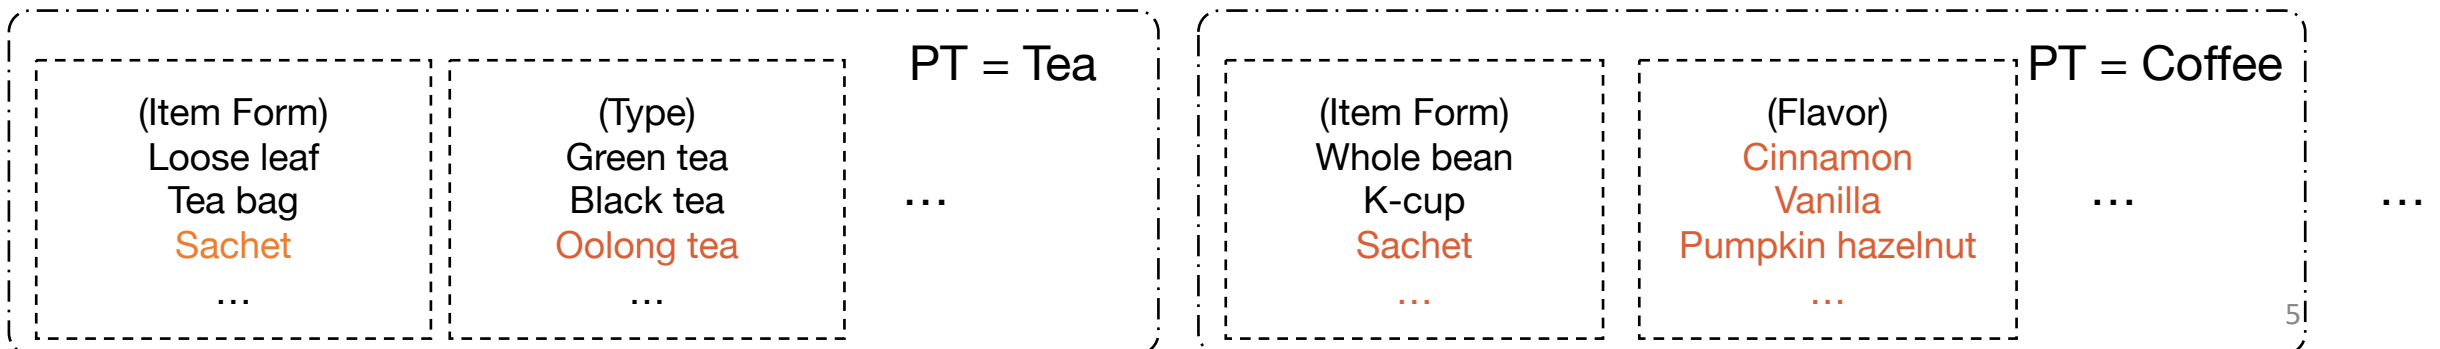 PT = Tea
(Item Form)
Loose leaf
Tea bag
Sachet
...
(Type)
Green tea
Black tea
Oolong tea
...
...
PT = Coffee
(Item Form)
Whole bean
K-cup
Sachet
...
(Flavor)
Cinnamon
Vanilla
Pumpkin hazelnut
...
...
...
5